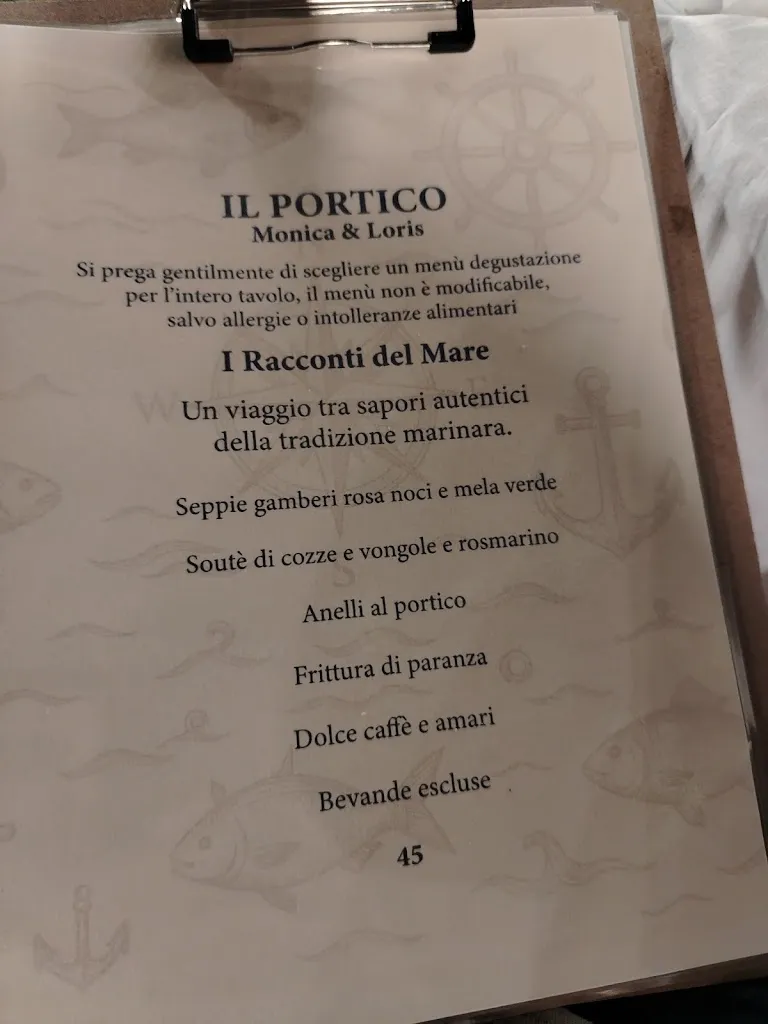 IL PORTICO
Monica & Loris
Si prega gentilmente di scegliere un menù degustazione
per l'intero tavolo, il menù non è modificabile,
salvo allergie o intolleranze alimentari
I Racconti del Mare
Un viaggio tra sapori autentici
della tradizione marinara.
Seppie gamberi rosa noci e mela verde
Soutè di cozze e vongole e rosmarino
Anelli al portico
Frittura di paranza
Dolce caffè e amari
Bevande escluse
45
W
S